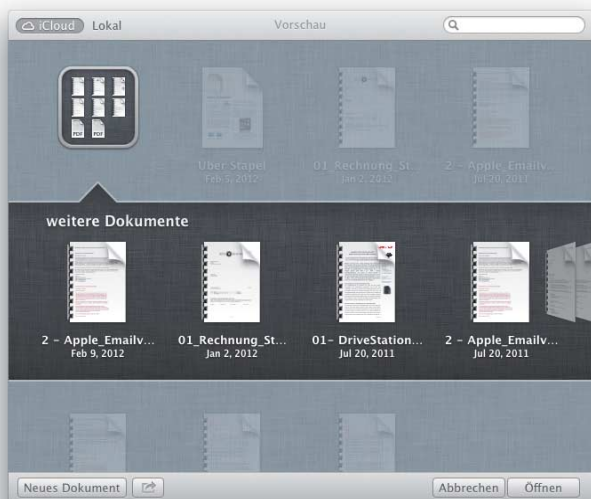 iCloud Lokal Vorschau
PDF PDF
Über Stapel 01_Rechnung_St... 2 - Apple_Emailv...
Feb 5, 2012 Jan 2, 2012 Jul 20, 2011
weitere Dokumente
2 - Apple_Emailv... 01_Rechnung_St... 01- DriveStation... 2 - Apple_Emailv...
Feb 9, 2012 Jan 2, 2012 Jul 20, 2011 Jul 20, 2011
Neues Dokument Abbrechen Öffnen